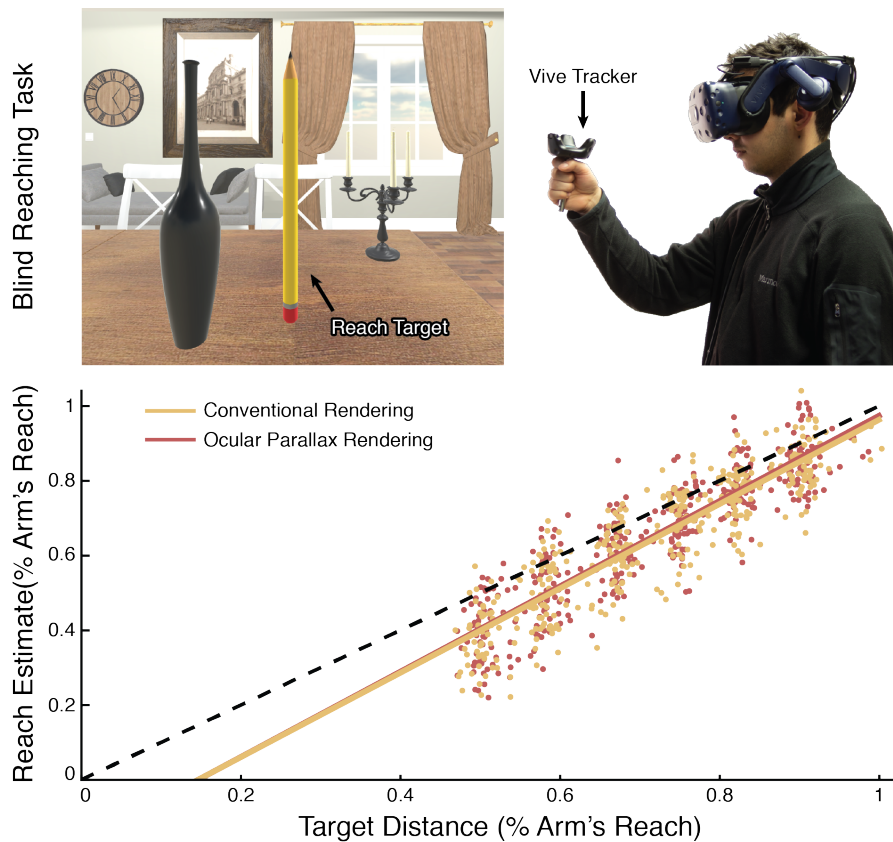 Blind Reaching Task
Reach Target
Vive Tracker
Marmot
Reach Estimate(% Arm's Reach)
1
0.8
0.6
0.4
0.2
0
Conventional Rendering
Ocular Parallax Rendering
0
0.2
0.4
0.6
0.8
1
Target Distance (% Arm's Reach)